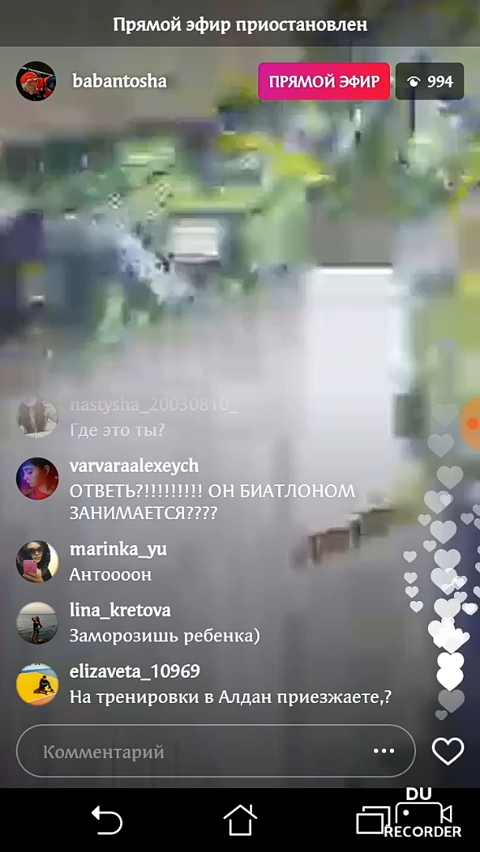 Прямой эфир приостановлен
babantosha
ПРЯМОЙ ЭФИР
994
nastysha_20030810_
Где это ты?
varvaraalexeych
ОТВЕТЬ?!!!!!!!!! ОН БИАТЛОНОМ
ЗАНИМАЕТСЯ????
marinka_yu
Антоооон
lina_kretova
Заморозишь ребенка)
elizaveta_10969
На тренировки в Алдан приезжаете,?
Комментарий
DU
RECORDER